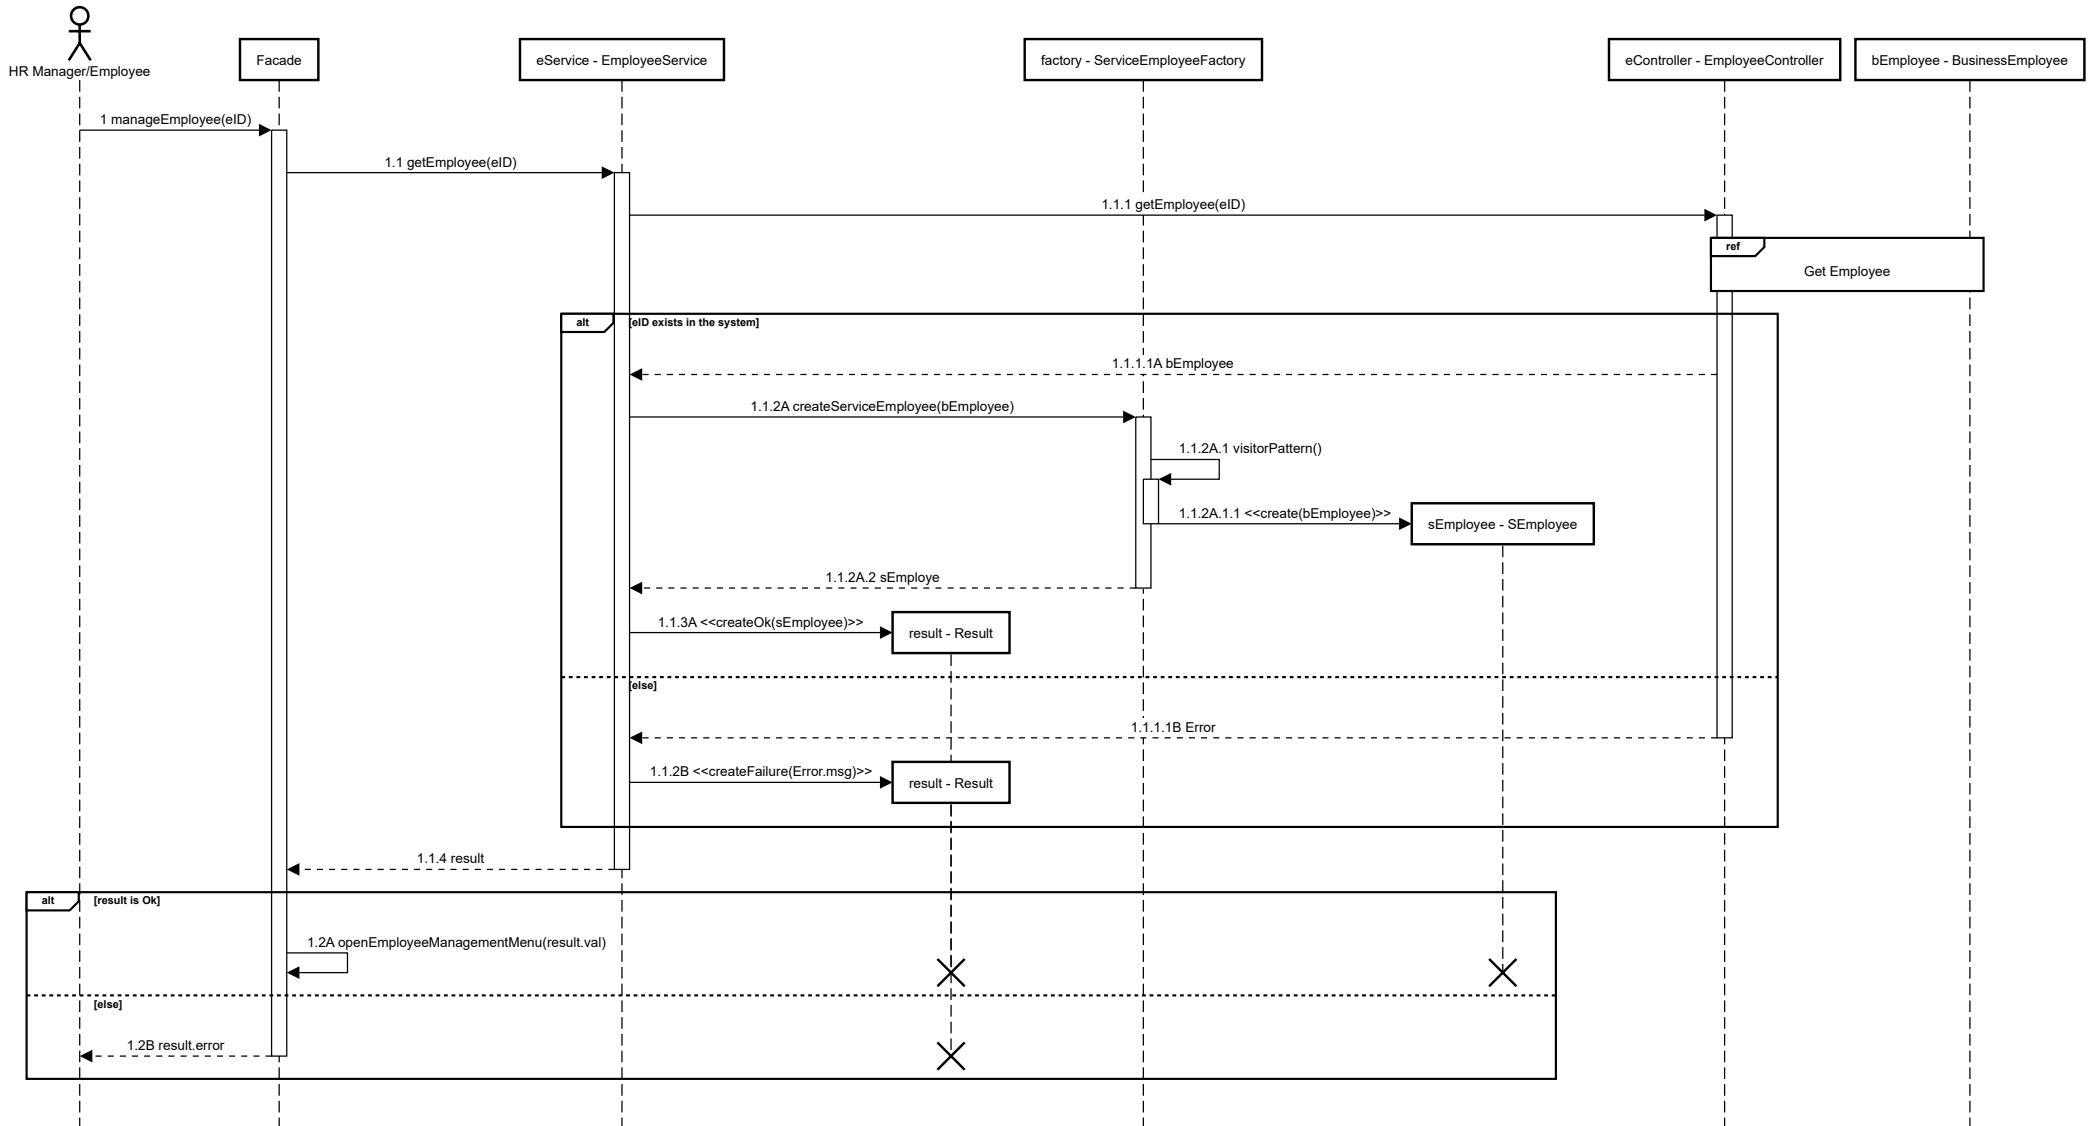 HR Manager/Employee
Facade
eService - EmployeeService
factory - ServiceEmployeeFactory
eController - EmployeeController
bEmployee - BusinessEmployee
1 manageEmployee(eID)
1.1 getEmployee(eID)
1.1.1 getEmployee(eID)
ref
Get Employee
alt
[eID exists in the system]
1.1.1.1A bEmployee
1.1.2A createServiceEmployee(bEmployee)
1.1.2A.1 visitorPattern()
1.1.2A.1.1 <<create(bEmployee)>>
sEmployee - SEmployee
1.1.2A.2 sEmploye
1.1.3A <<createOk(sEmployee)>>
result - Result
[else]
1.1.1.1B Error
1.1.2B <<createFailure(Error.msg)>>
result - Result
1.1.4 result
alt
[result is Ok]
1.2A openEmployeeManagementMenu(result.val)
[else]
1.2B result.error